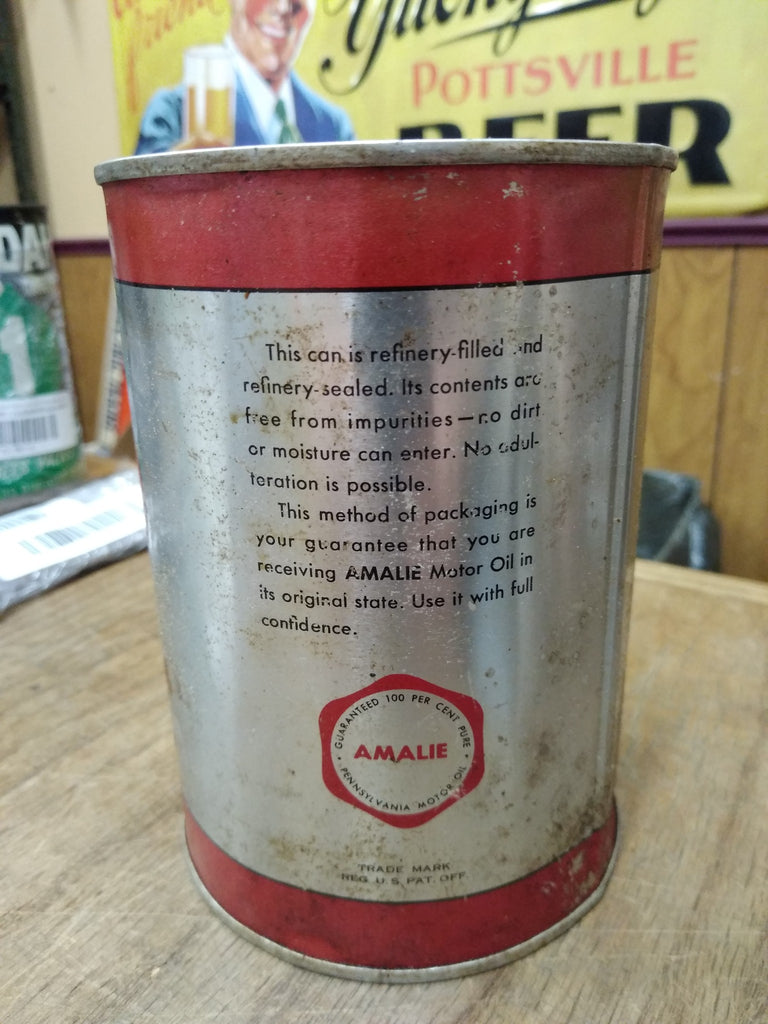 Yuengling
POTTSVILLE
BEER
DAY
1
This can is refinery-filled and
refinery-sealed. Its contents are
free from impurities—no dirt
or moisture can enter. No adul-
teration is possible.
This method of packaging is
your guarantee that you are
receiving AMALIE Motor Oil in
its original state. Use it with full
confidence.
GUARANTEED 100 PER CENT PURE
AMALIE
PENNSYLVANIA MOTOR OIL
TRADE MARK
REG. U.S. PAT. OFF.